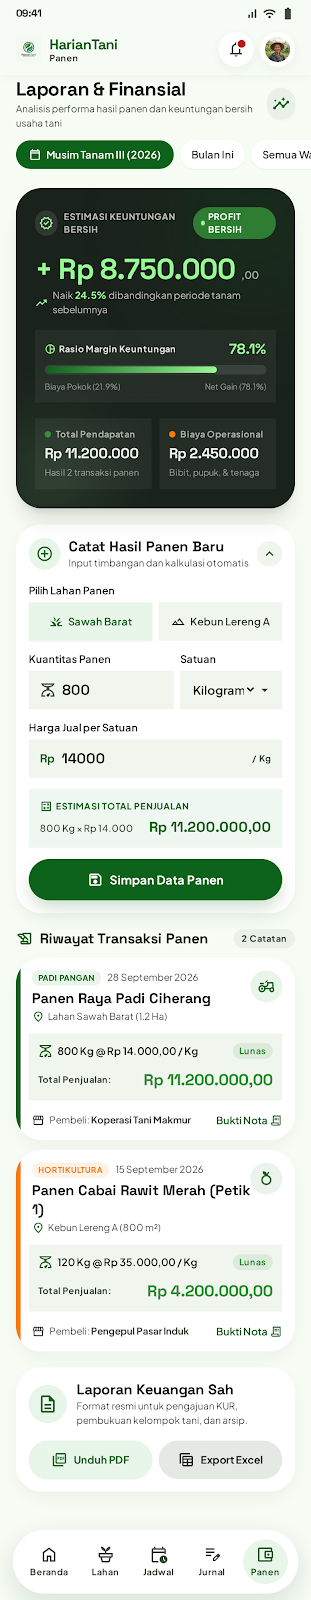 09:41
HarianTani
Panen
Laporan & Finansial
Analisis performa hasil panen dan keuntungan bersih
usaha tani
Musim Tanam III (2026)
Bulan Ini
Semua Wa
ESTIMASI KEUNTUNGAN
BERSIH
PROFIT
BERSIH
+ Rp 8.750.000 ,00
Naik 24.5% dibandingkan periode tanam
sebelumnya
Rasio Margin Keuntungan 78.1%
Biaya Pokok (21.9%) Net Gain (78.1%)
Total Pendapatan
Rp 11.200.000
Hasil 2 transaksi panen
Biaya Operasional
Rp 2.450.000
Bibit, pupuk, & tenaga
Catat Hasil Panen Baru
Input timbangan dan kalkulasi otomatis
Pilih Lahan Panen
Sawah Barat
Kebun Lereng A
Kuantitas Panen
Satuan
800
Kilogram
Harga Jual per Satuan
Rp 14000 / Kg
ESTIMASI TOTAL PENJUALAN
800 Kg × Rp 14.000 Rp 11.200.000,00
Simpan Data Panen
Riwayat Transaksi Panen
2 Catatan
PADI PANGAN 28 September 2026
Panen Raya Padi Ciherang
Lahan Sawah Barat (1.2 Ha)
800 Kg @ Rp 14.000,00 / Kg Lunas
Total Penjualan: Rp 11.200.000,00
Pembeli: Koperasi Tani Makmur Bukti Nota
HORTIKULTURA 15 September 2026
Panen Cabai Rawit Merah (Petik
1)
Kebun Lereng A (800 m²)
120 Kg @ Rp 35.000,00 / Kg Lunas
Total Penjualan: Rp 4.200.000,00
Pembeli: Pengepul Pasar Induk Bukti Nota
Laporan Keuangan Sah
Format resmi untuk pengajuan KUR,
pembukuan kelompok tani, dan arsip.
Unduh PDF
Export Excel
Beranda
Lahan
Jadwal
Jurnal
Panen